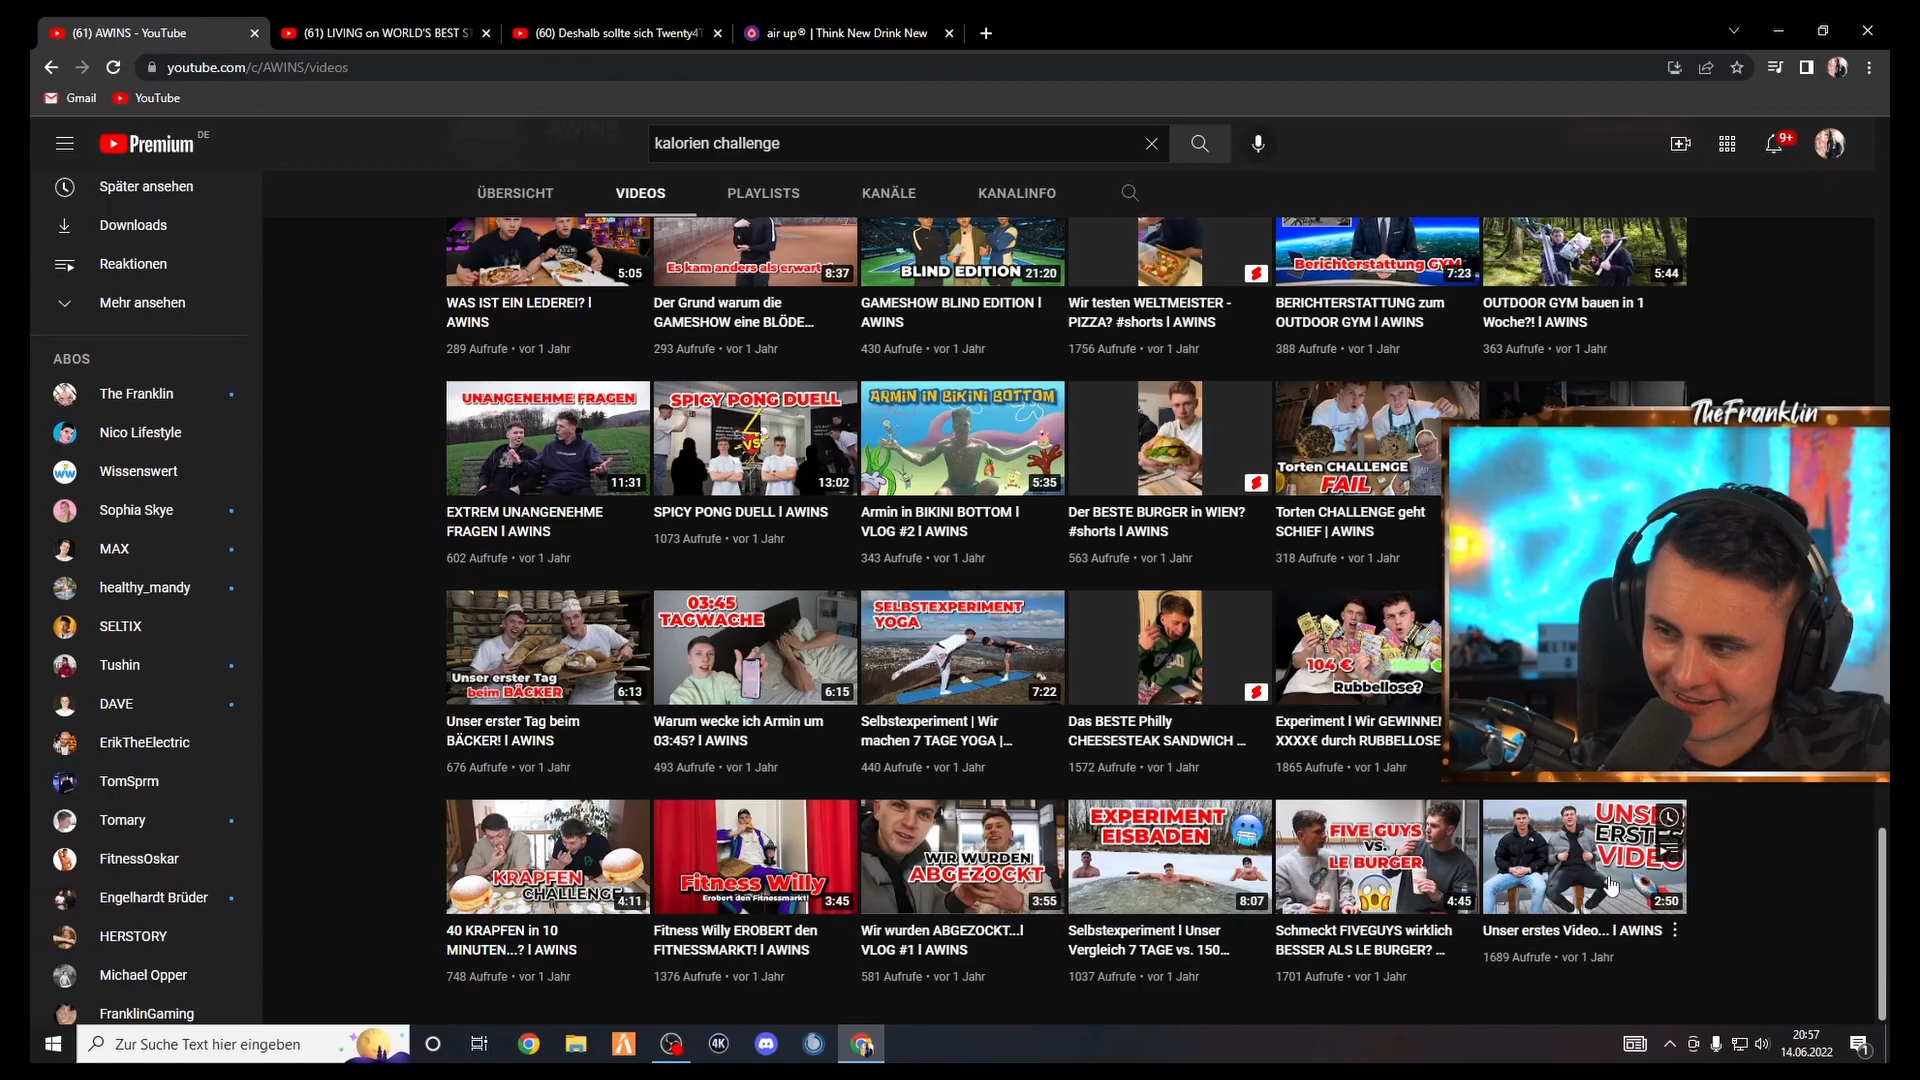 (61) AWINS - YouTube
(61) LIVING on WORLD'S BEST S
(60) Deshalb sollte sich Twenty4T
air up® | Think New Drink New
youtube.com/c/AWINS/videos
Gmail
YouTube
Premium
DE
kalorien challenge
9+
ÜBERSICHT
VIDEOS
PLAYLISTS
KANÄLE
KANALINFO
Später ansehen
Downloads
Reaktionen
Mehr ansehen
ABOS
The Franklin
Nico Lifestyle
Wissenswert
Sophia Skye
MAX
healthy_mandy
SELTIX
Tushin
DAVE
ErikTheElectric
TomSprm
Tomary
FitnessOskar
Engelhardt Brüder
HERSTORY
Michael Opper
FranklinGaming
5:05
Es kam anders als erwartet
8:37
BLIND EDITION
21:20
Berichterstattung GYM
7:23
5:44
WAS IST EIN LEDEREI? l
AWINS
289 Aufrufe • vor 1 Jahr
Der Grund warum die
GAMESHOW eine BLÖDE...
293 Aufrufe • vor 1 Jahr
GAMESHOW BLIND EDITION l
AWINS
430 Aufrufe • vor 1 Jahr
Wir testen WELTMEISTER -
PIZZA? #shorts l AWINS
1756 Aufrufe • vor 1 Jahr
BERICHTERSTATTUNG zum
OUTDOOR GYM l AWINS
388 Aufrufe • vor 1 Jahr
OUTDOOR GYM bauen in 1
Woche?! l AWINS
363 Aufrufe • vor 1 Jahr
UNANGENEHME FRAGEN
11:31
SPICY PONG DUELL
VS
13:02
ARMIN IN BIKINI BOTTOM
5:35
Torten CHALLENGE
FAIL
EXTREM UNANGENEHME
FRAGEN l AWINS
602 Aufrufe • vor 1 Jahr
SPICY PONG DUELL l AWINS
1073 Aufrufe • vor 1 Jahr
Armin in BIKINI BOTTOM l
VLOG #2 l AWINS
343 Aufrufe • vor 1 Jahr
Der BESTE BURGER in WIEN?
#shorts l AWINS
563 Aufrufe • vor 1 Jahr
Torten CHALLENGE geht
SCHIEF | AWINS
318 Aufrufe • vor 1 Jahr
TheFranklin
Unser erster Tag
beim BÄCKER
6:13
03:45
TAGWACHE
6:15
SELBSTEXPERIMENT
YOGA
7:22
104 €
Rubbellose?
Unser erster Tag beim
BÄCKER! l AWINS
676 Aufrufe • vor 1 Jahr
Warum wecke ich Armin um
03:45? l AWINS
493 Aufrufe • vor 1 Jahr
Selbstexperiment | Wir
machen 7 TAGE YOGA |...
440 Aufrufe • vor 1 Jahr
Das BESTE Philly
CHEESESTEAK SANDWICH ...
1572 Aufrufe • vor 1 Jahr
Experiment l Wir GEWINNEN
XXXX€ durch RUBBELLOSE
1865 Aufrufe • vor 1 Jahr
KRAPFEN
CHALLENGE
4:11
Fitness Willy
Erobert den Fitnessmarkt!
3:45
WIR WURDEN
ABGEZOCKT...!
3:55
EXPERIMENT
EISBADEN
8:07
FIVE GUYS
VS.
LE BURGER?
4:45
UNSER
ERSTES
VIDEO
2:50
40 KRAPFEN in 10
MINUTEN...? l AWINS
748 Aufrufe • vor 1 Jahr
Fitness Willy EROBERT den
FITNESSMARKT! l AWINS
1376 Aufrufe • vor 1 Jahr
Wir wurden ABGEZOCKT...l
VLOG #1 l AWINS
581 Aufrufe • vor 1 Jahr
Selbstexperiment l Unser
Vergleich 7 TAGE vs. 150...
1037 Aufrufe • vor 1 Jahr
Schmeckt FIVEGUYS wirklich
BESSER ALS LE BURGER? ...
1701 Aufrufe • vor 1 Jahr
Unser erstes Video... l AWINS
1689 Aufrufe • vor 1 Jahr
Zur Suche Text hier eingeben
4K
20:57
14.06.2022
1